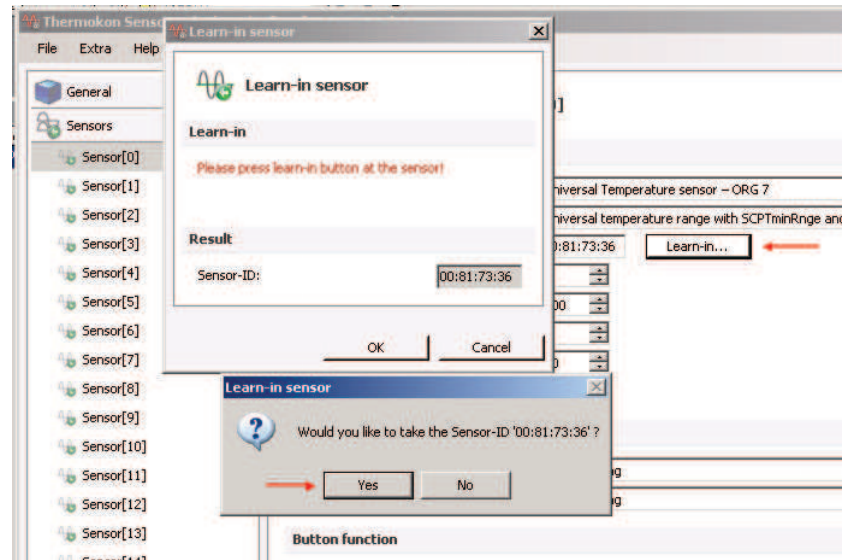 Thermokon Senso
File Extra Help
General
Sensors
Sensor[0]
Sensor[1]
Sensor[2]
Sensor[3]
Sensor[4]
Sensor[5]
Sensor[6]
Sensor[7]
Sensor[8]
Sensor[9]
Sensor[10]
Sensor[11]
Sensor[12]
Sensor[13]
Learn-in sensor
Learn-in sensor
Learn-in
Please press learn-in button at the sensor!
Result
Sensor-ID: 00:81:73:36
OK Cancel
]
niversal Temperature sensor – ORG 7
niversal temperature range with SCPTminRnge and
:81:73:36 Learn-in...
00
Learn-in sensor
Would you like to take the Sensor-ID '00:81:73:36' ?
Yes No
Button function